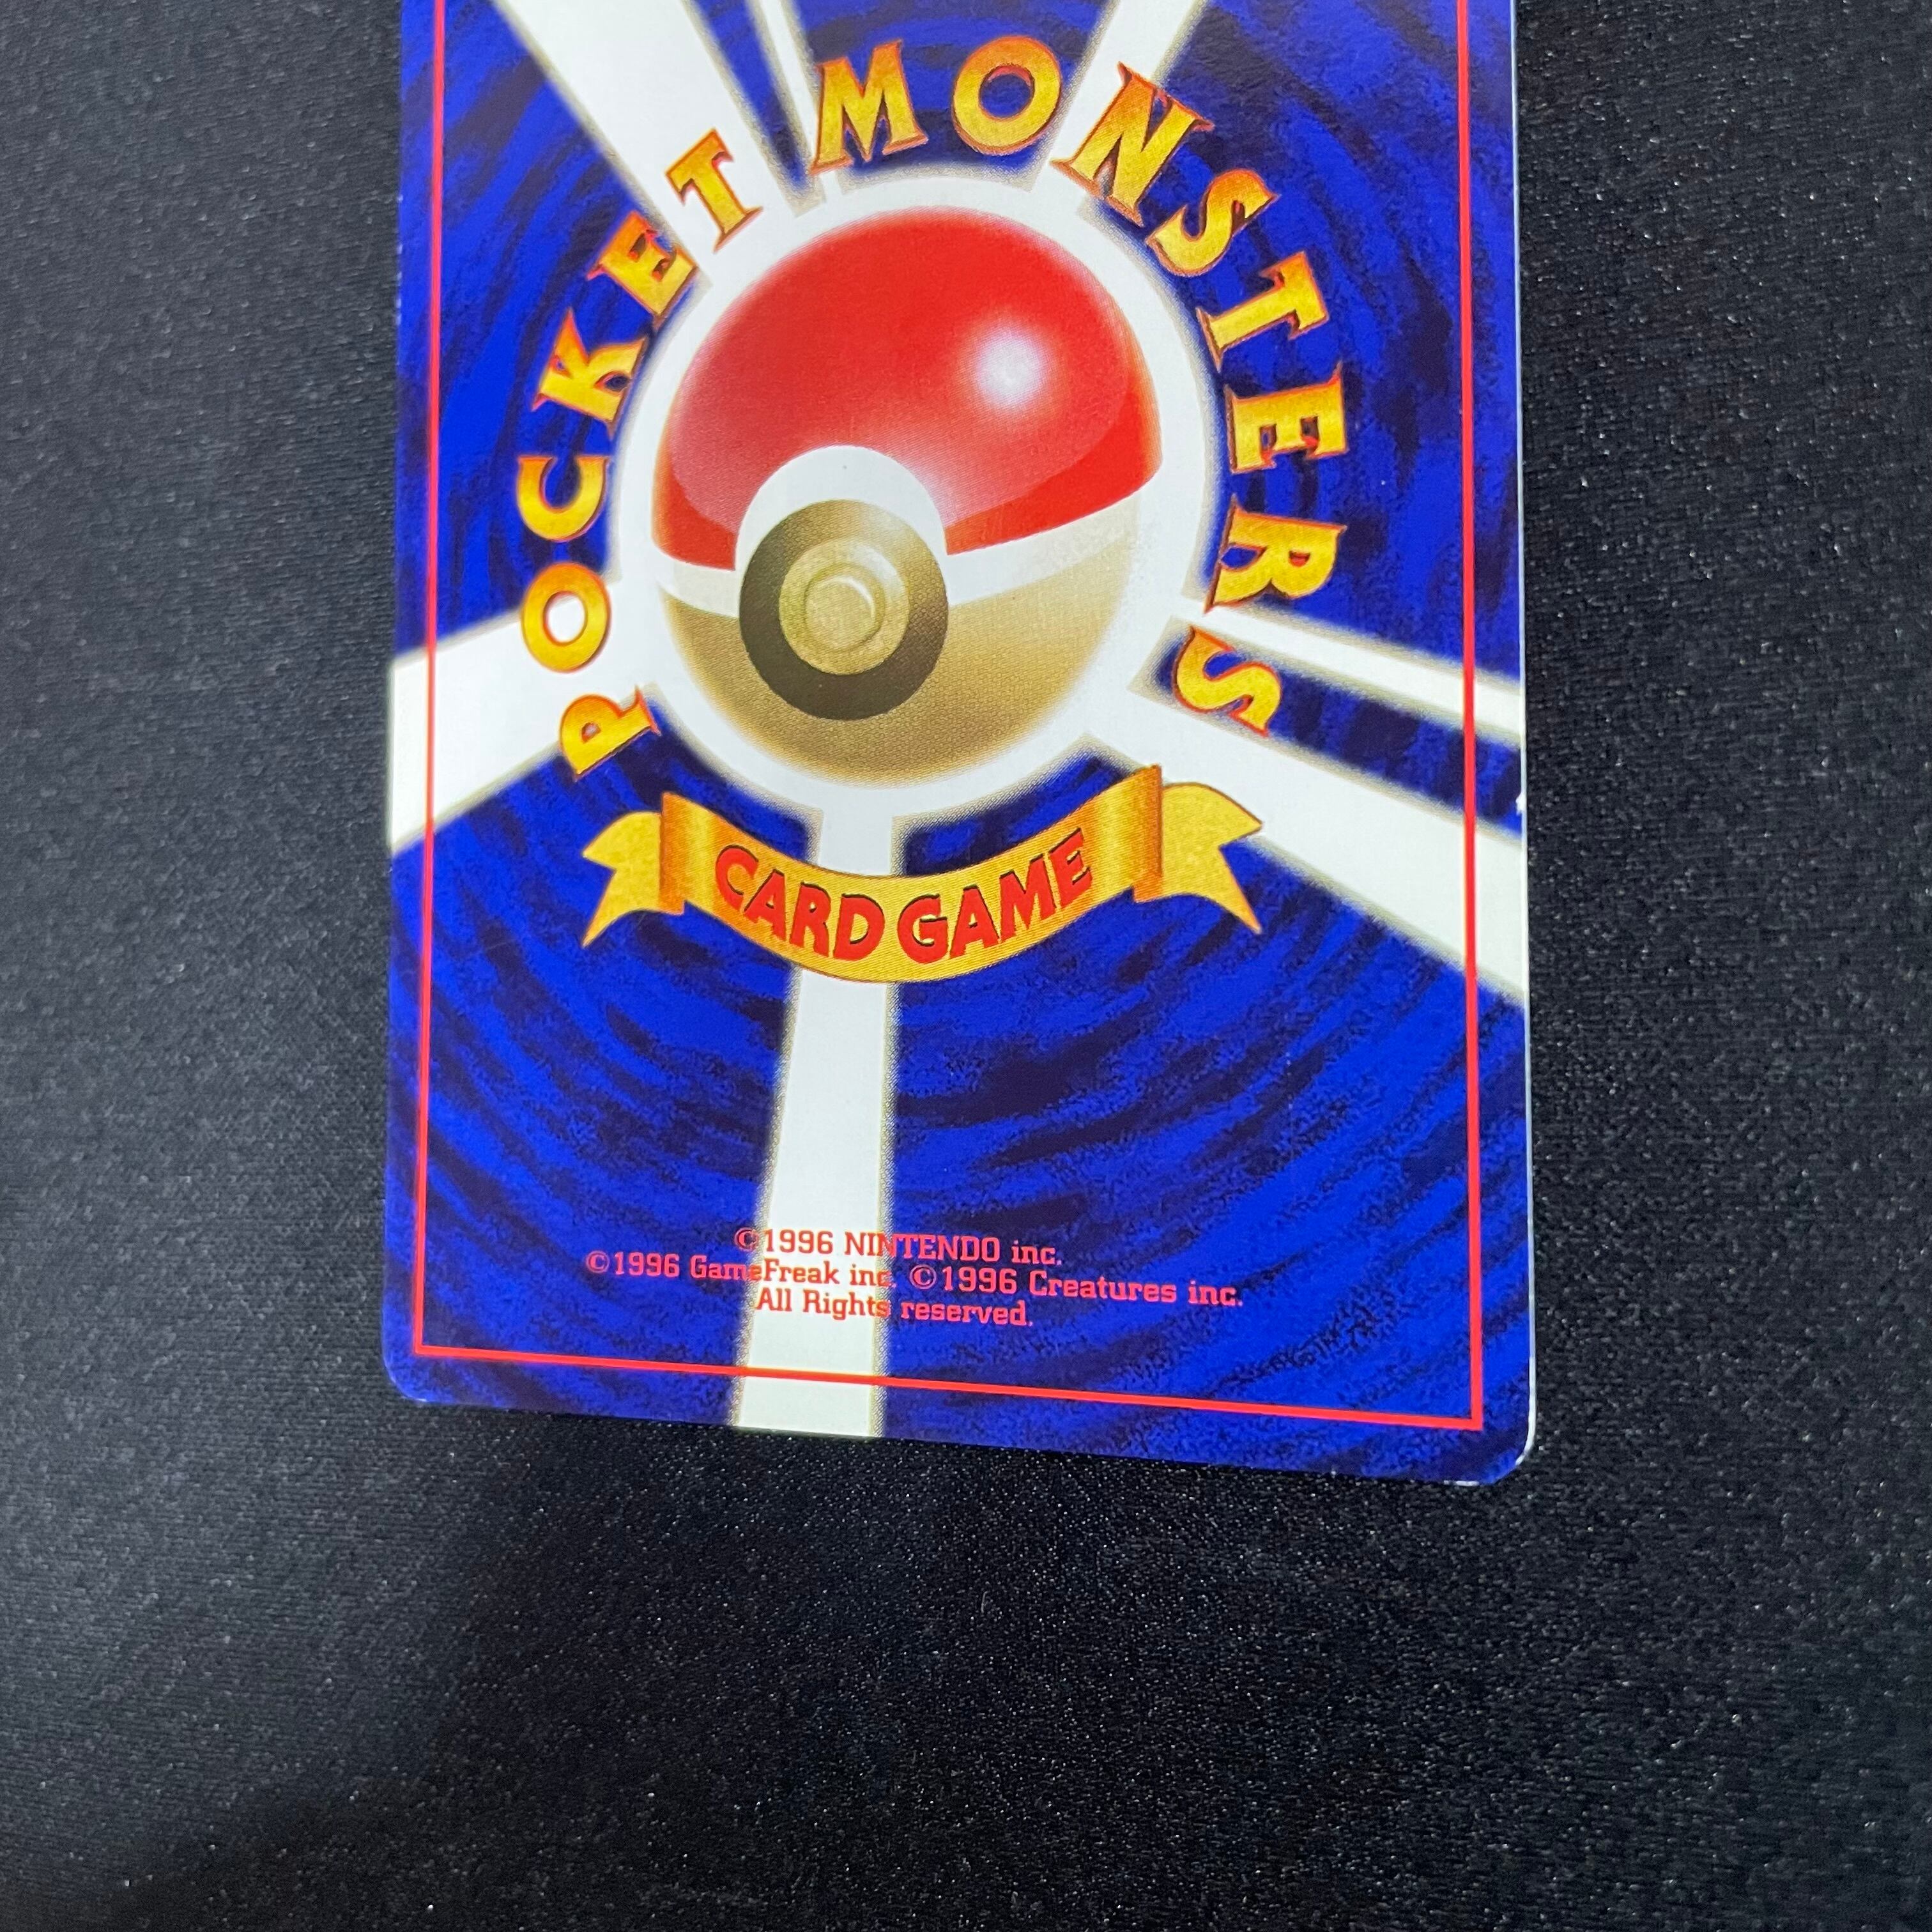 POCKET MONSTERS
CARD GAME
©1996 NINTENDO inc.
©1996 GameFreak inc. ©1996 Creatures inc.
All Rights reserved.